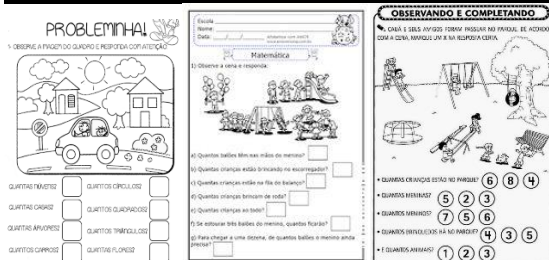 PROBLEMINHA!
1- OBSERVE A IMAGEM DO QUADRO E RESPONDA COM ATENÇÃO
QUANTAS NUVENS?
QUANTOS CÍRCULOS?
QUANTAS CASAS?
QUANTOS QUADRADOS?
QUANTAS ÁRVORES?
QUANTOS TRIÂNGULOS?
QUANTOS CARROS?
QUANTAS FLORES?
Escola
Nome:
Data: __/__/__
Matemática
1) Observe a cena e responda:
a) Quantos balões têm nas mãos do menino?
b) Quantas crianças estão brincando no escorregador?
c) Quantas crianças estão na fila do balanço?
d) Quantas crianças brincam de roda?
e) Quantas crianças ao todo?
f) Se estourar três balões do menino, quantos ficarão?
g) Para chegar a uma dezena, de quantos balões o menino ainda
precisa?
OBSERVANDO E COMPLETANDO
E SEUS AMIGOS FORAM PASSEAR NO PARQUE. DE ACORDO
COM A CENA, MARQUE UM X NA RESPOSTA CERTA.
• QUANTAS CRIANÇAS ESTÃO NO PARQUE? 6 8 4
• QUANTAS MENINAS? 5 2 3
• QUANTOS MENINOS? 7 5 6
• QUANTOS BRINQUEDOS HÁ NO PARQUE? 4 3 5
• E QUANTOS ANIMAIS? 1 2 3